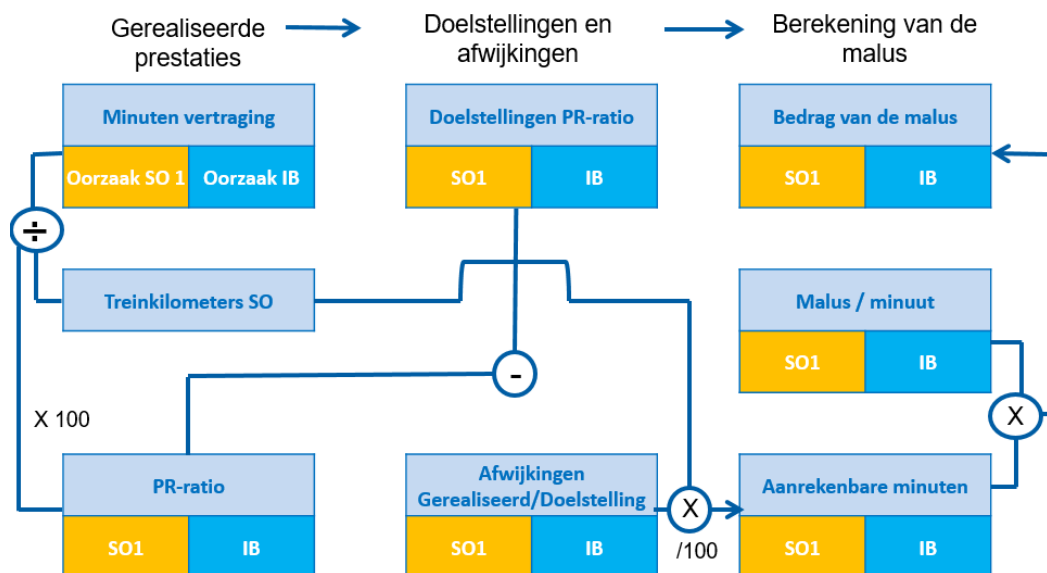 Gerealiseerde
prestaties
Doelstellingen en
afwijkingen
Berekening van de
malus
Minuten vertraging
Oorzaak SO 1
Oorzaak IB
Doelstellingen PR-ratio
SO1
IB
Bedrag van de malus
SO1
IB
÷
Treinkilometers SO
Malus / minuut
SO1
IB
-
X
X 100
PR-ratio
SO1
IB
Afwijkingen
Gerealiseerd/Doelstelling
SO1
IB
X
/100
Aanrekenbare minuten
SO1
IB